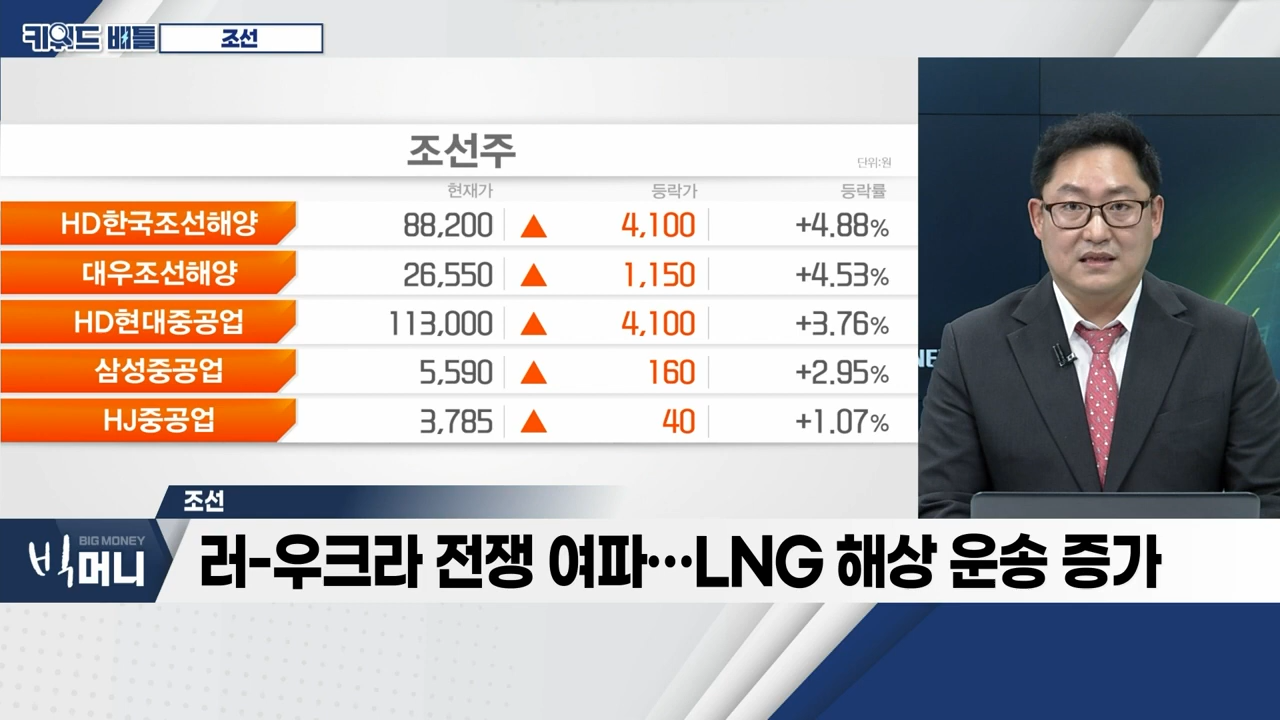 키워드 배틀 조선
조선주
단위:원
현재가 등락가 등락률
HD한국조선해양 88,200 ▲ 4,100 +4.88%
대우조선해양 26,550 ▲ 1,150 +4.53%
HD현대중공업 113,000 ▲ 4,100 +3.76%
삼성중공업 5,590 ▲ 160 +2.95%
HJ중공업 3,785 ▲ 40 +1.07%
NE
조선
BIG MONEY
빅머니
러-우크라 전쟁 여파…LNG 해상 운송 증가